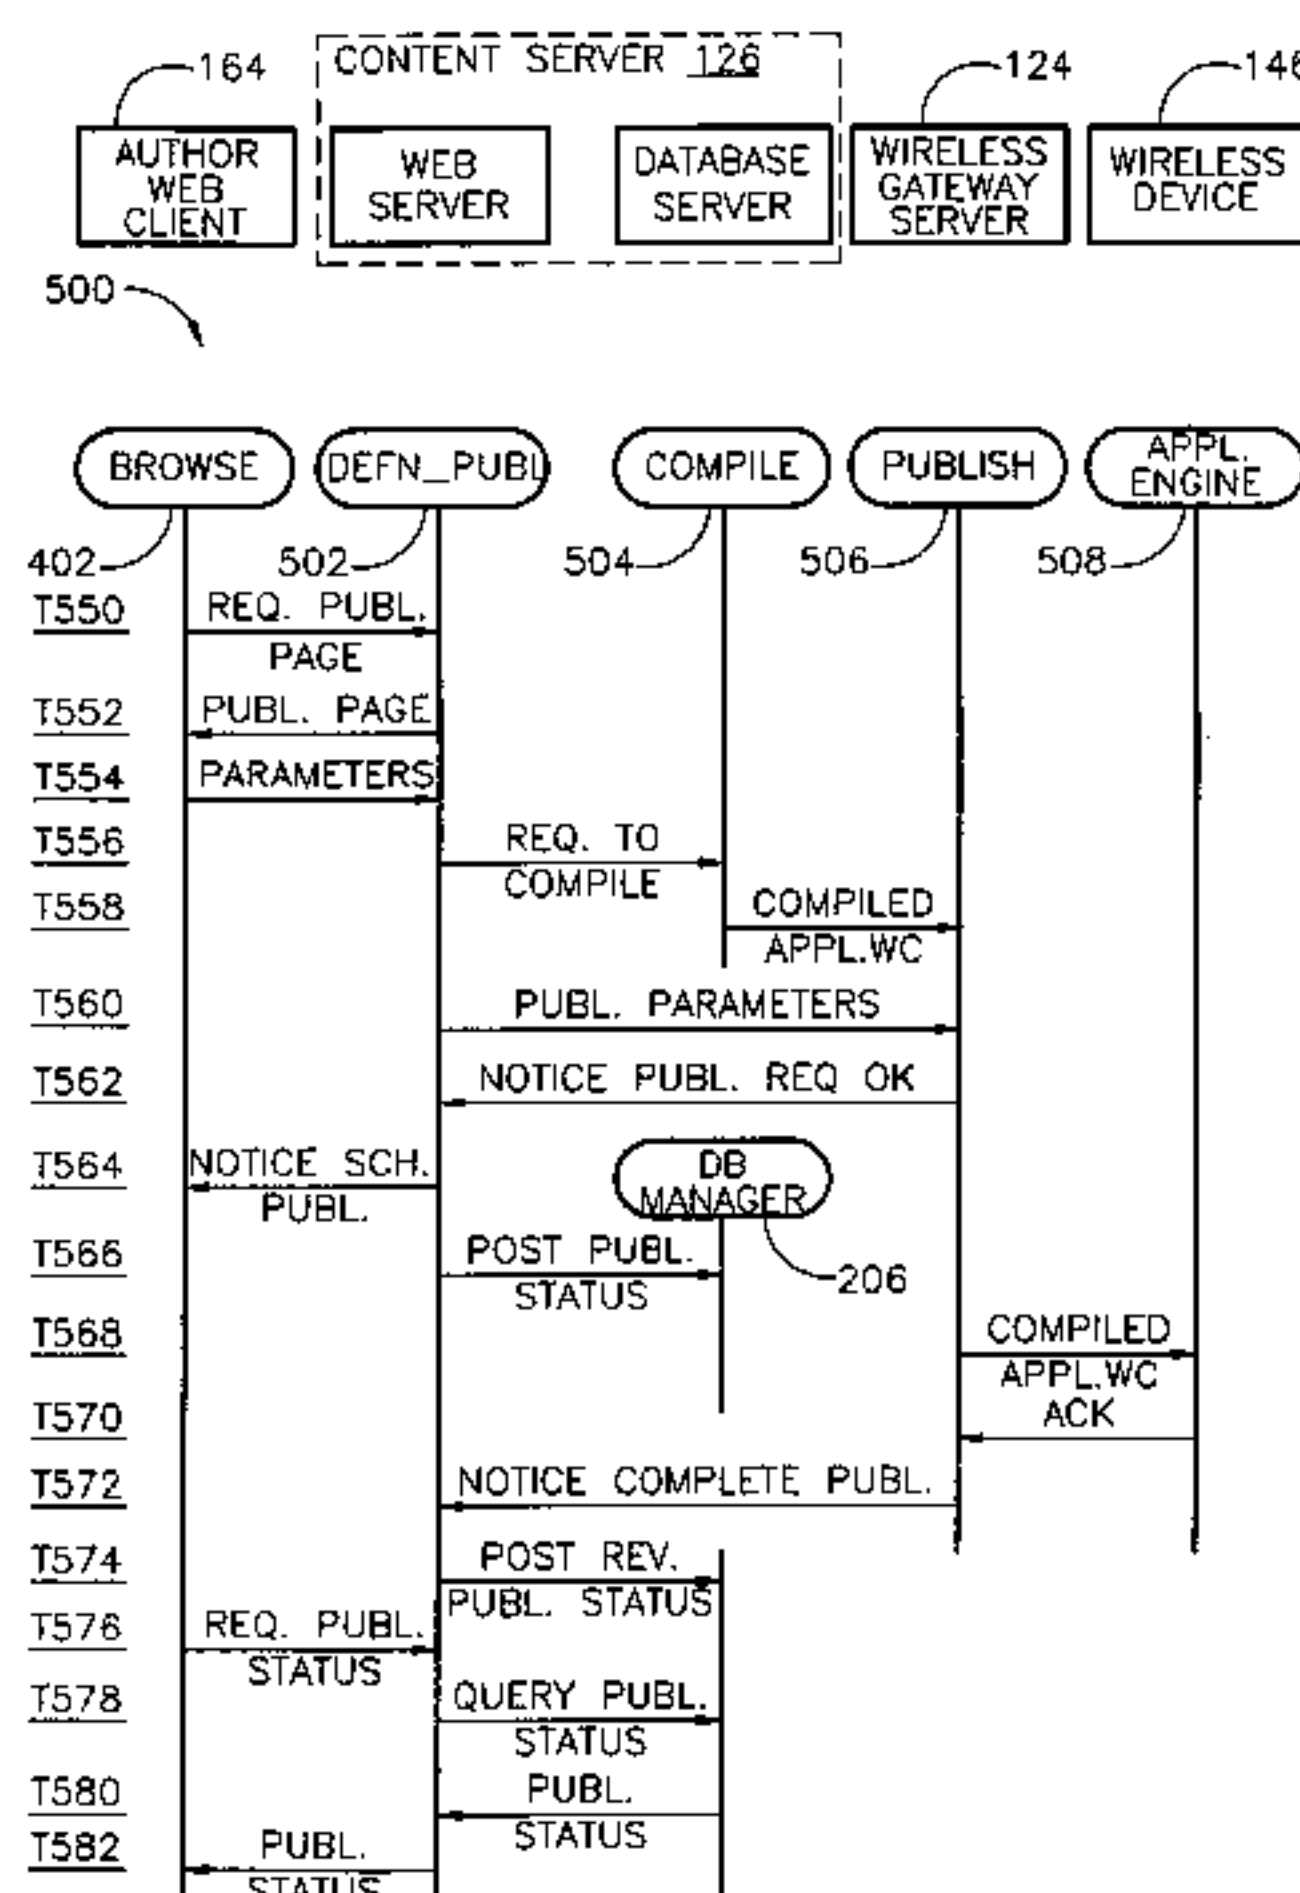 164
CONTENT SERVER 126
124
146
AUTHOR
WEB
CLIENT
WEB
SERVER
DATABASE
SERVER
WIRELESS
GATEWAY
SERVER
WIRELESS
DEVICE
500
BROWSE
DEFN_PUBL
COMPILE
PUBLISH
APPL.
ENGINE
402
502
504
506
508
T550
REQ. PUBL.
PAGE
T552
PUBL. PAGE
T554
PARAMETERS
T556
REQ. TO
COMPILE
T558
COMPILED
APPL.WC
T560
PUBL. PARAMETERS
T562
NOTICE PUBL. REQ OK
T564
NOTICE SCH.
PUBL.
DB
MANAGER
206
T566
POST PUBL.
STATUS
T568
COMPILED
APPL.WC
T570
ACK
T572
NOTICE COMPLETE PUBL.
T574
POST REV.
PUBL. STATUS
T576
REQ. PUBL.
STATUS
T578
QUERY PUBL.
STATUS
T580
PUBL.
STATUS
T582
PUBL.
STATUS